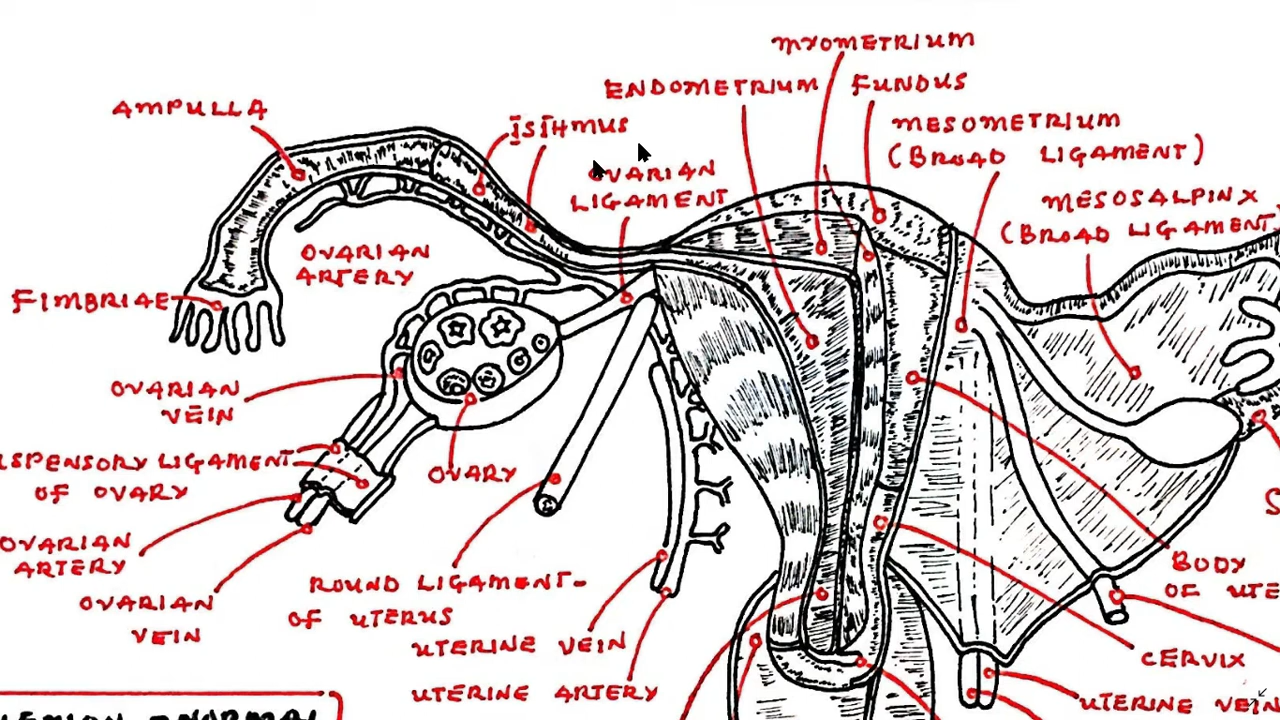 MYOMETRIUM
ENDOMETRIUM
FUNDUS
AMPULLA
ISTHMUS
MESOMETRIUM
(BROAD LIGAMENT)
OVARIAN
LIGAMENT
MESOSALPINX
(BROAD LIGAMENT
OVARIAN
ARTERY
FIMBRIAE
OVARIAN
VEIN
SPENSORY LIGAMENT
OF OVARY
OVARY
OVARIAN
ARTERY
OVARIAN
VEIN
ROUND LIGAMENT-
OF UTERUS
UTERINE VEIN
UTERINE ARTERY
BODY
OF UTE
CERVIX
UTERINE VEIN
S